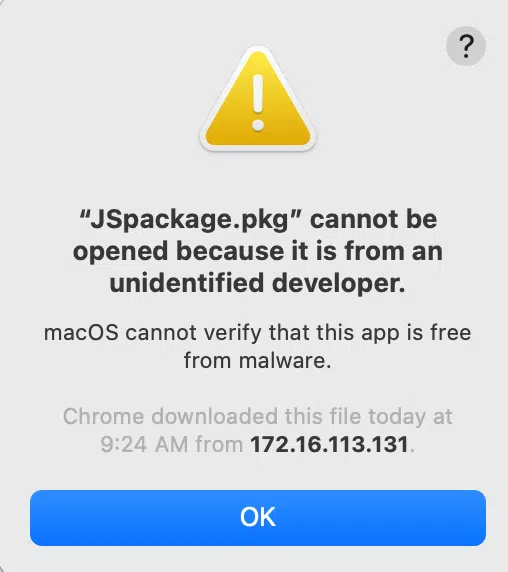 ?
“JSpackage.pkg” cannot be
opened because it is from an
unidentified developer.
macOS cannot verify that this app is free
from malware.
Chrome downloaded this file today at
9:24 AM from 172.16.113.131.
OK